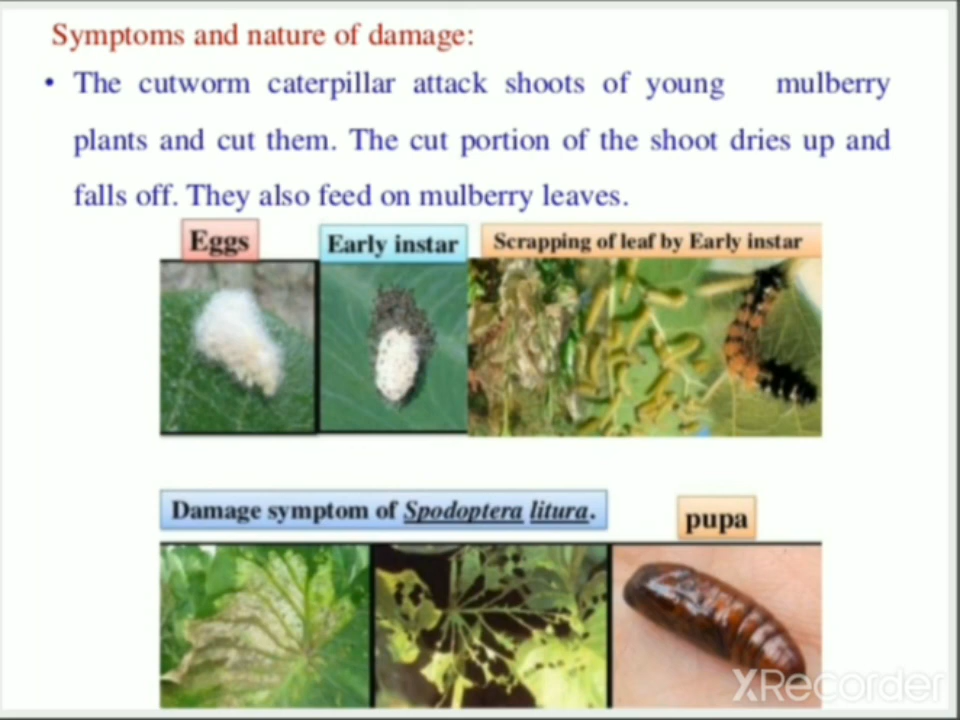 Symptoms and nature of damage:
• The cutworm caterpillar attack shoots of young mulberry
plants and cut them. The cut portion of the shoot dries up and
falls off. They also feed on mulberry leaves.
Eggs
Early instar
Scrapping of leaf by Early instar
Damage symptom of Spodoptera litura.
pupa
XRecorder